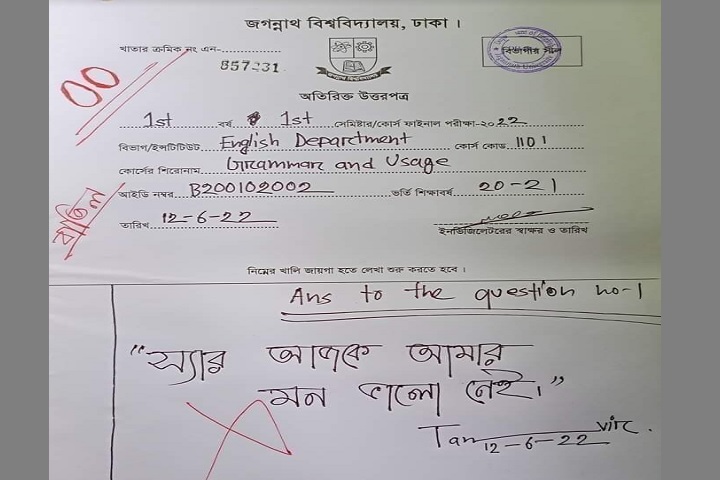 জগন্নাথ বিশ্ববিদ্যালয়, ঢাকা ।
খাতার ক্রমিক নং এন-
857231
বিভাগীয় সীল
00
অতিরিক্ত উত্তরপত্র
1st বর্ষ 1st সেমিষ্টার/কোর্স ফাইনাল পরীক্ষা-২০22
বিভাগ/ইন্সটিটিউট English Department কোর্স কোড 1101
কোর্সের শিরোনাম Grammar and Usage
আইডি নম্বর B200102002 ভর্তি শিক্ষাবর্ষ 20-21
বাতিল
তারিখ 12-6-22
ইনভিজিলেটরের স্বাক্ষর ও তারিখ
নিম্নের খালি জায়গা হতে লেখা শুরু করতে হবে ।
Ans to the question no-1
"স্যার আজকে আমার
মন ভালো নেই।"
Tan vir.
12-6-22